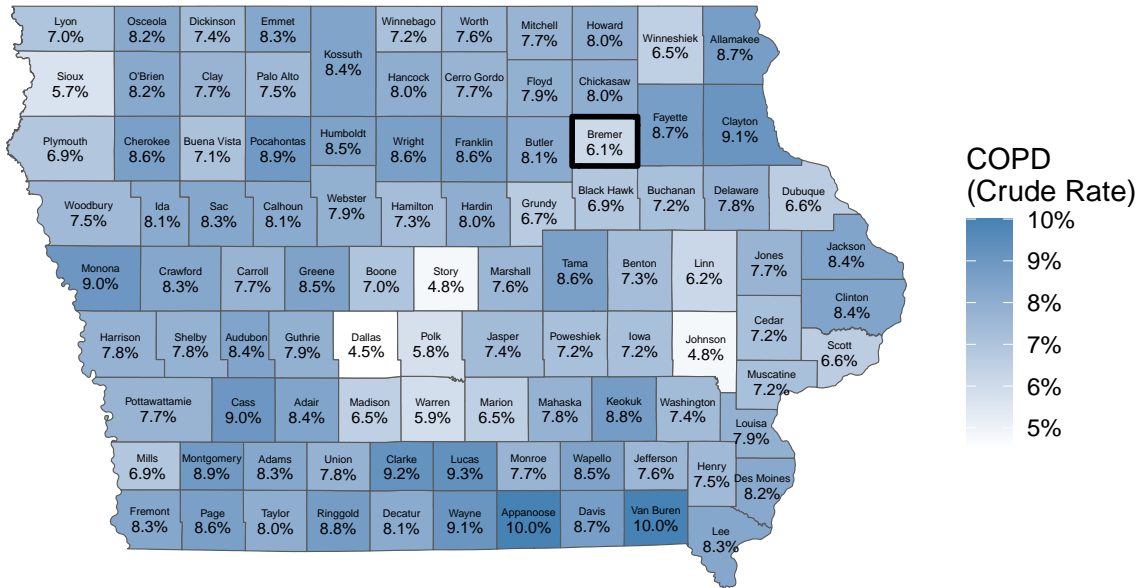 Lyon
7.0%
Osceola
8.2%
Dickinson
7.4%
Emmet
8.3%
Kossuth
8.4%
Winnebago
7.2%
Worth
7.6%
Mitchell
7.7%
Howard
8.0%
Winneshiek
6.5%
Allamakee
8.7%
Sioux
5.7%
O'Brien
8.2%
Clay
7.7%
Palo Alto
7.5%
Hancock
8.0%
Cerro Gordo
7.7%
Floyd
7.9%
Chickasaw
8.0%
Plymouth
6.9%
Cherokee
8.6%
Buena Vista
7.1%
Pocahontas
8.9%
Humboldt
8.5%
Wright
8.6%
Franklin
8.6%
Butler
8.1%
Bremer
6.1%
Fayette
8.7%
Clayton
9.1%
Woodbury
7.5%
Ida
8.1%
Sac
8.3%
Calhoun
8.1%
Webster
7.9%
Hamilton
7.3%
Hardin
8.0%
Grundy
6.7%
Black Hawk
6.9%
Buchanan
7.2%
Delaware
7.8%
Dubuque
6.6%
Monona
9.0%
Crawford
8.3%
Carroll
7.7%
Greene
8.5%
Boone
7.0%
Story
4.8%
Marshall
7.6%
Tama
8.6%
Benton
7.3%
Linn
6.2%
Jones
7.7%
Jackson
8.4%
Clinton
8.4%
Harrison
7.8%
Shelby
7.8%
Audubon
8.4%
Guthrie
7.9%
Dallas
4.5%
Polk
5.8%
Jasper
7.4%
Poweshiek
7.2%
Iowa
7.2%
Johnson
4.8%
Cedar
7.2%
Scott
6.6%
Muscatine
7.2%
Pottawattamie
7.7%
Cass
9.0%
Adair
8.4%
Madison
6.5%
Warren
5.9%
Marion
6.5%
Mahaska
7.8%
Keokuk
8.8%
Washington
7.4%
Louisa
7.9%
Mills
6.9%
Montgomery
8.9%
Adams
8.3%
Union
7.8%
Clarke
9.2%
Lucas
9.3%
Monroe
7.7%
Wapello
8.5%
Jefferson
7.6%
Henry
7.5%
Des Moines
8.2%
Fremont
8.3%
Page
8.6%
Taylor
8.0%
Ringgold
8.8%
Decatur
8.1%
Wayne
9.1%
Appanoose
10.0%
Davis
8.7%
Van Buren
10.0%
Lee
8.3%
COPD
(Crude Rate)
10%
9%
8%
7%
6%
5%